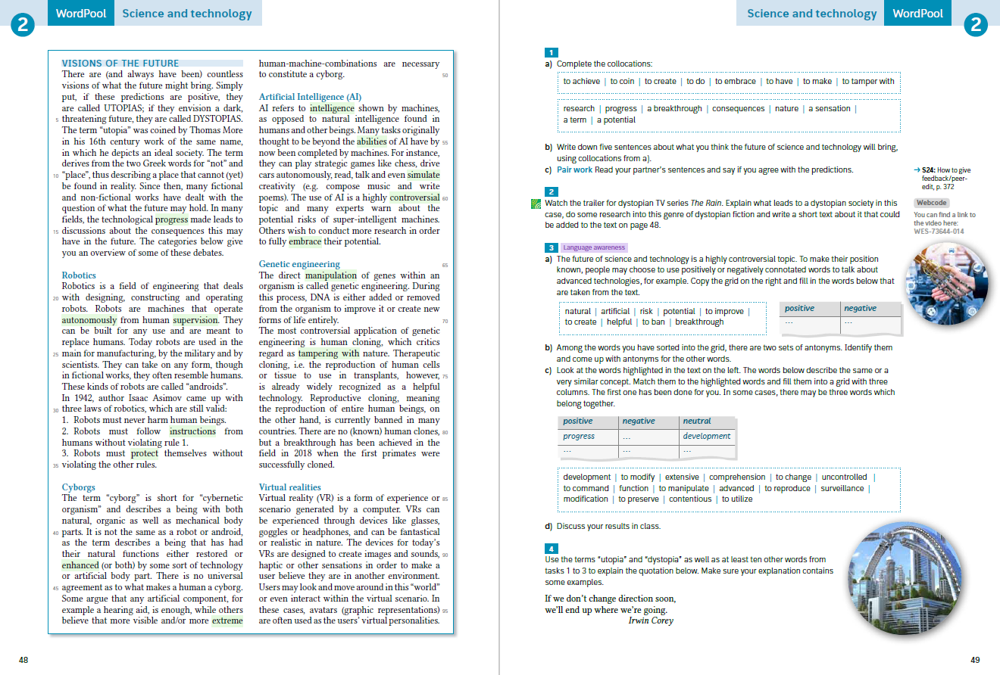 2
WordPool Science and technology
VISIONS OF THE FUTURE
There are (and always have been) countless
visions of what the future might bring. Simply
put, if these predictions are positive, they
are called UTOPIAS; if they envision a dark,
5 threatening future, they are called DYSTOPIAS.
The term “utopia” was coined by Thomas More
in his 16th century work of the same name,
in which he depicts an ideal society. The term
derives from the two Greek words for “not” and
10 “place”, thus describing a place that cannot (yet)
be found in reality. Since then, many fictional
and non-fictional works have dealt with the
question of what the future may hold. In many
fields, the technological progress made leads to
15 discussions about the consequences this may
have in the future. The categories below give
you an overview of some of these debates.
Robotics
Robotics is a field of engineering that deals
20 with designing, constructing and operating
robots. Robots are machines that operate
autonomously from human supervision. They
can be built for any use and are meant to
replace humans. Today robots are used in the
25 main for manufacturing, by the military and by
scientists. They can take on any form, though
in fictional works, they often resemble humans.
These kinds of robots are called “androids”.
In 1942, author Isaac Asimov came up with
30 three laws of robotics, which are still valid:
1. Robots must never harm human beings.
2. Robots must follow instructions from
humans without violating rule 1.
3. Robots must protect themselves without
35 violating the other rules.
Cyborgs
The term “cyborg” is short for “cybernetic
organism” and describes a being with both
natural, organic as well as mechanical body
40 parts. It is not the same as a robot or android,
as the term describes a being that has had
their natural functions either restored or
enhanced (or both) by some sort of technology
or artificial body part. There is no universal
45 agreement as to what makes a human a cyborg.
Some argue that any artificial component, for
example a hearing aid, is enough, while others
believe that more visible and/or more extreme
human-machine-combinations are necessary
to constitute a cyborg. 50
Artificial Intelligence (AI)
AI refers to intelligence shown by machines,
as opposed to natural intelligence found in
humans and other beings. Many tasks originally
thought to be beyond the abilities of AI have by 55
now been completed by machines. For instance,
they can play strategic games like chess, drive
cars autonomously, read, talk and even simulate
creativity (e.g. compose music and write
poems). The use of AI is a highly controversial 60
topic and many experts warn about the
potential risks of super-intelligent machines.
Others wish to conduct more research in order
to fully embrace their potential.
Genetic engineering 65
The direct manipulation of genes within an
organism is called genetic engineering. During
this process, DNA is either added or removed
from the organism to improve it or create new
forms of life entirely. 70
The most controversial application of genetic
engineering is human cloning, which critics
regard as tampering with nature. Therapeutic
cloning, i.e. the reproduction of human cells
or tissue to use in transplants, however, 75
is already widely recognized as a helpful
technology. Reproductive cloning, meaning
the reproduction of entire human beings, on
the other hand, is currently banned in many
countries. There are no (known) human clones, 80
but a breakthrough has been achieved in the
field in 2018 when the first primates were
successfully cloned.
Virtual realities
Virtual reality (VR) is a form of experience or 85
scenario generated by a computer. VRs can
be experienced through devices like glasses,
goggles or headphones, and can be fantastical
or realistic in nature. The devices for today’s
VRs are designed to create images and sounds, 90
haptic or other sensations in order to make a
user believe they are in another environment.
Users may look and move around in this “world”
or even interact within the virtual scenario. In
these cases, avatars (graphic representations) 95
are often used as the users’ virtual personalities.
48
Science and technology WordPool
2
1
a) Complete the collocations:
to achieve | to coin | to create | to do | to embrace | to have | to make | to tamper with
research | progress | a breakthrough | consequences | nature | a sensation |
a term | a potential
b) Write down five sentences about what you think the future of science and technology will bring,
using collocations from a).
c) Pair work Read your partner’s sentences and say if you agree with the predictions.
→ S24: How to give
feedback/peer-
edit, p. 372
2
Watch the trailer for dystopian TV series The Rain. Explain what leads to a dystopian society in this
case, do some research into this genre of dystopian fiction and write a short text about it that could
be added to the text on page 48.
Webcode
You can find a link to
the video here:
WES-73644-014
3 Language awareness
a) The future of science and technology is a highly controversial topic. To make their position
known, people may choose to use positively or negatively connotated words to talk about
advanced technologies, for example. Copy the grid on the right and fill in the words below that
are taken from the text.
natural | artificial | risk | potential | to improve |
to create | helpful | to ban | breakthrough
positive negative
... ...
b) Among the words you have sorted into the grid, there are two sets of antonyms. Identify them
and come up with antonyms for the other words.
c) Look at the words highlighted in the text on the left. The words below describe the same or a
very similar concept. Match them to the highlighted words and fill them into a grid with three
columns. The first one has been done for you. In some cases, there may be three words which
belong together.
positive negative neutral
progress ... development
... ... ...
development | to modify | extensive | comprehension | to change | uncontrolled |
to command | function | to manipulate | advanced | to reproduce | surveillance |
modification | to preserve | contentious | to utilize
d) Discuss your results in class.
4
Use the terms “utopia” and “dystopia” as well as at least ten other words from
tasks 1 to 3 to explain the quotation below. Make sure your explanation contains
some examples.
If we don’t change direction soon,
we’ll end up where we’re going.
Irwin Corey
49